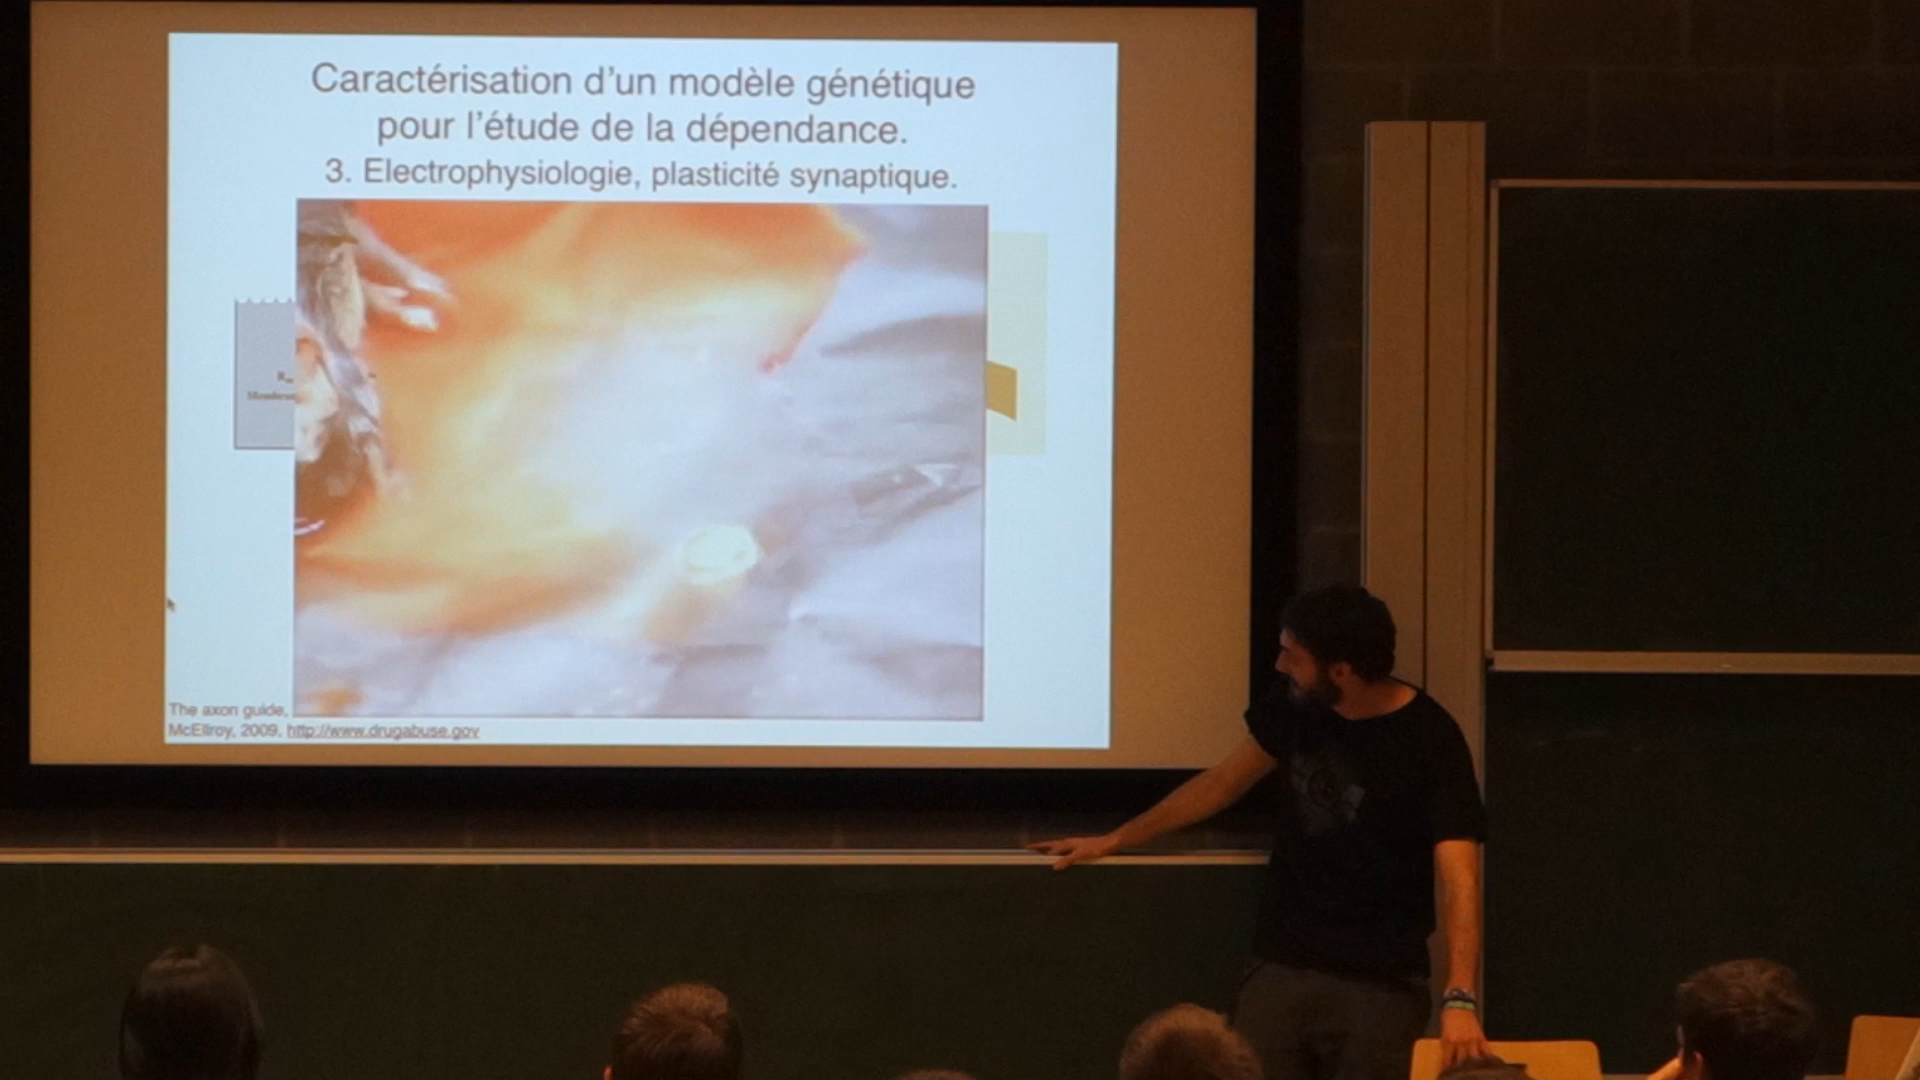 Caractérisation d'un modèle génétique
pour l'étude de la dépendance.
3. Electrophysiologie, plasticité synaptique.
The axon guide,
McElroy, 2009, http://www.drugabuse.gov